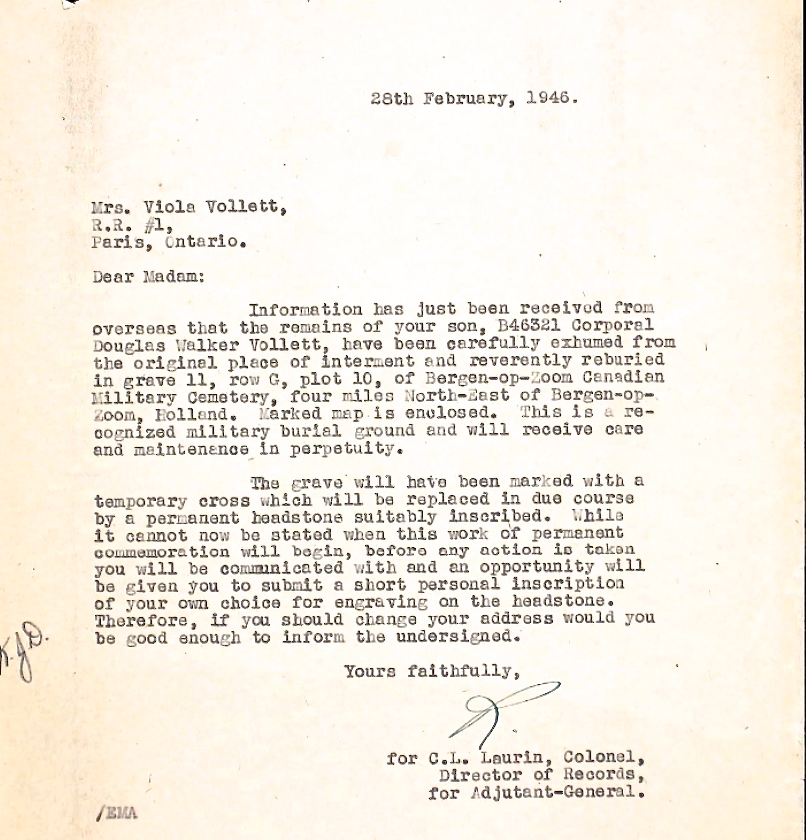 28th February, 1946.
Mrs. Viola Vollett,
R.R. #1,
Paris, Ontario.
Dear Madam:
Information has just been received from
overseas that the remains of your son, B46321 Corporal
Douglas Walker Vollett, have been carefully exhumed from
the original place of interment and reverently reburied
in grave 11, row G, plot 10, of Bergen-op-Zoom Canadian
Military Cemetery, four miles North-East of Bergen-op-
Zoom, Holland. Marked map is enclosed. This is a re-
cognized military burial ground and will receive care
and maintenance in perpetuity.
The grave will have been marked with a
temporary cross which will be replaced in due course
by a permanent headstone suitably inscribed. While
it cannot now be stated when this work of permanent
commemoration will begin, before any action is taken
you will be communicated with and an opportunity will
be given you to submit a short personal inscription
of your own choice for engraving on the headstone.
Therefore, if you should change your address would you
be good enough to inform the undersigned.
Yours faithfully,
for C.L. Laurin, Colonel,
Director of Records,
for Adjutant-General.
/EMA